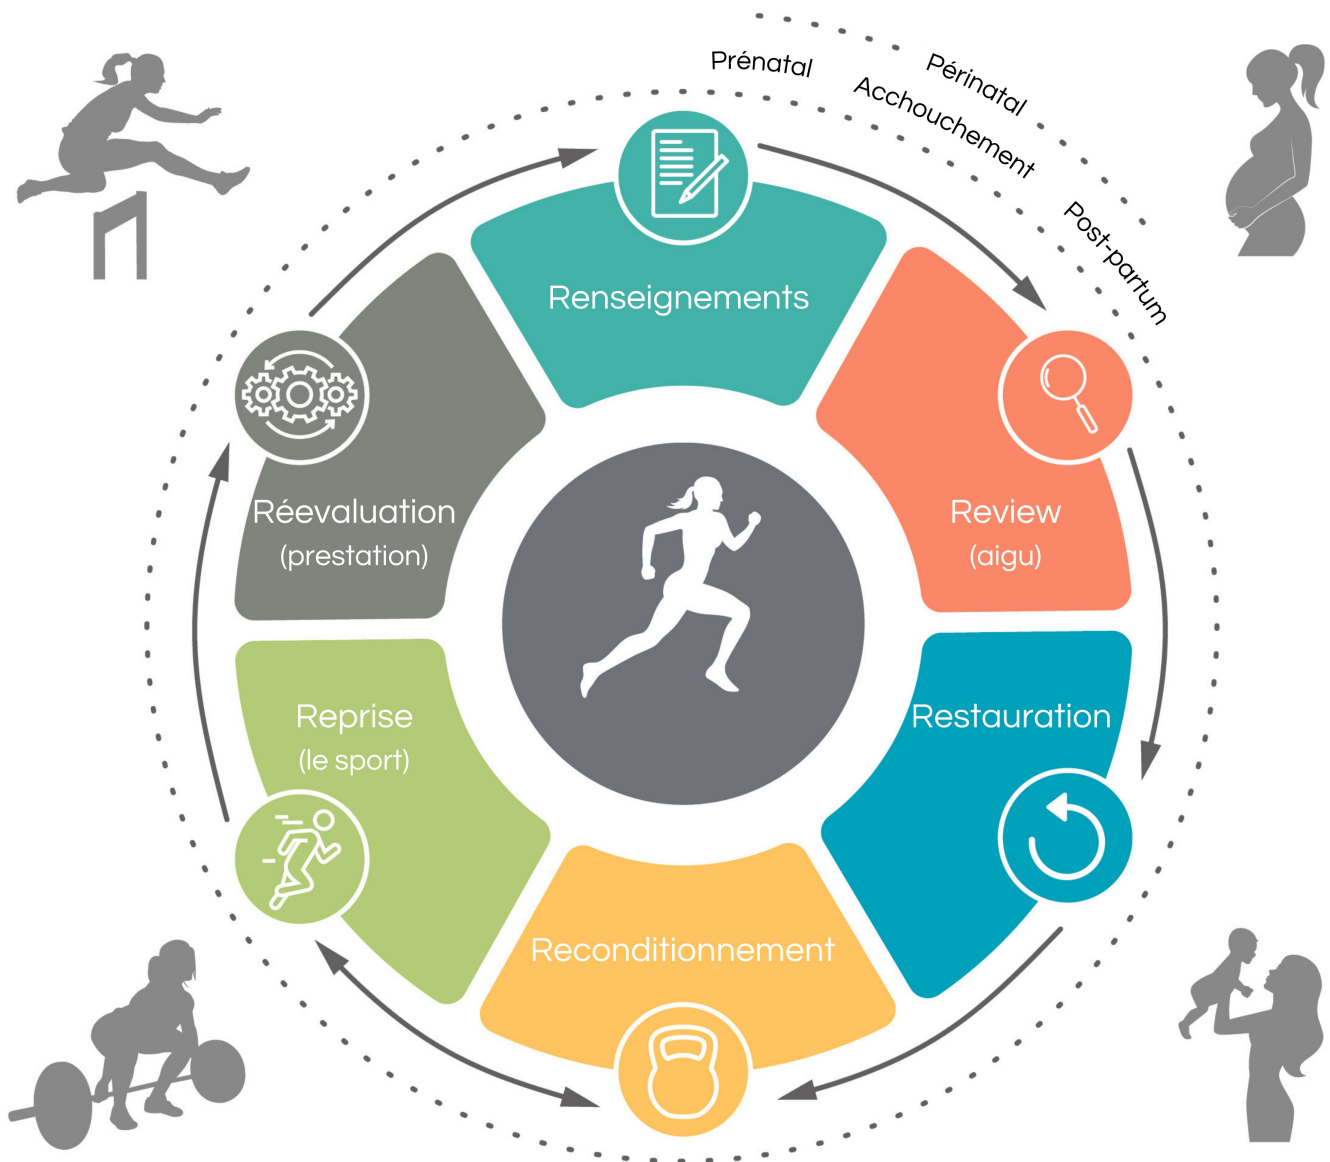 Prénatal
Périnatal
Acchouchement
Post-partum
Renseignements
Review
(aigu)
Restauration
Reconditionnement
Reprise
(le sport)
Réevaluation
(prestation)